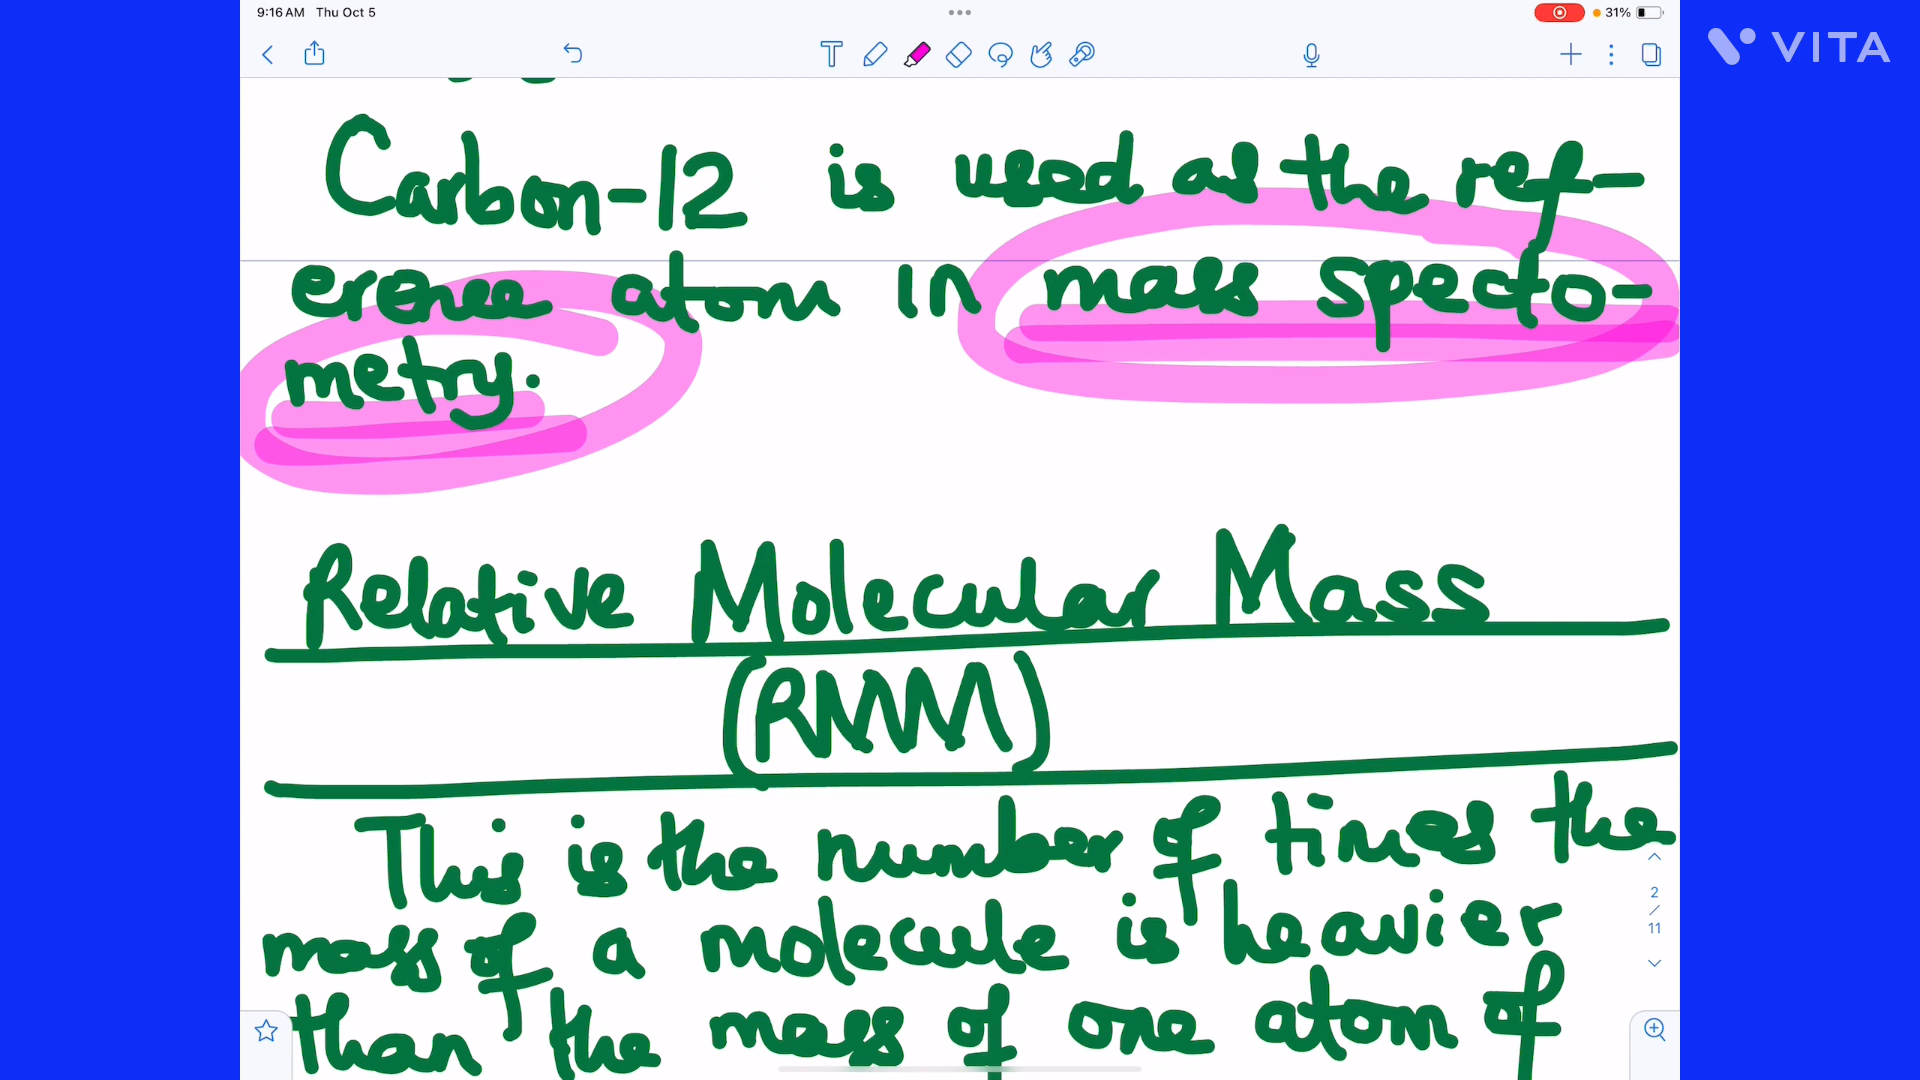 9:16 AM Thu Oct 5
31%
VITA
Carbon-12 is used as the ref-
erence atom in mass specto-
metry.
Relative Molecular Mass
(RMM)
This is the number of times the
mass of a molecule is heavier
than the mass of one atom of
2
/
11